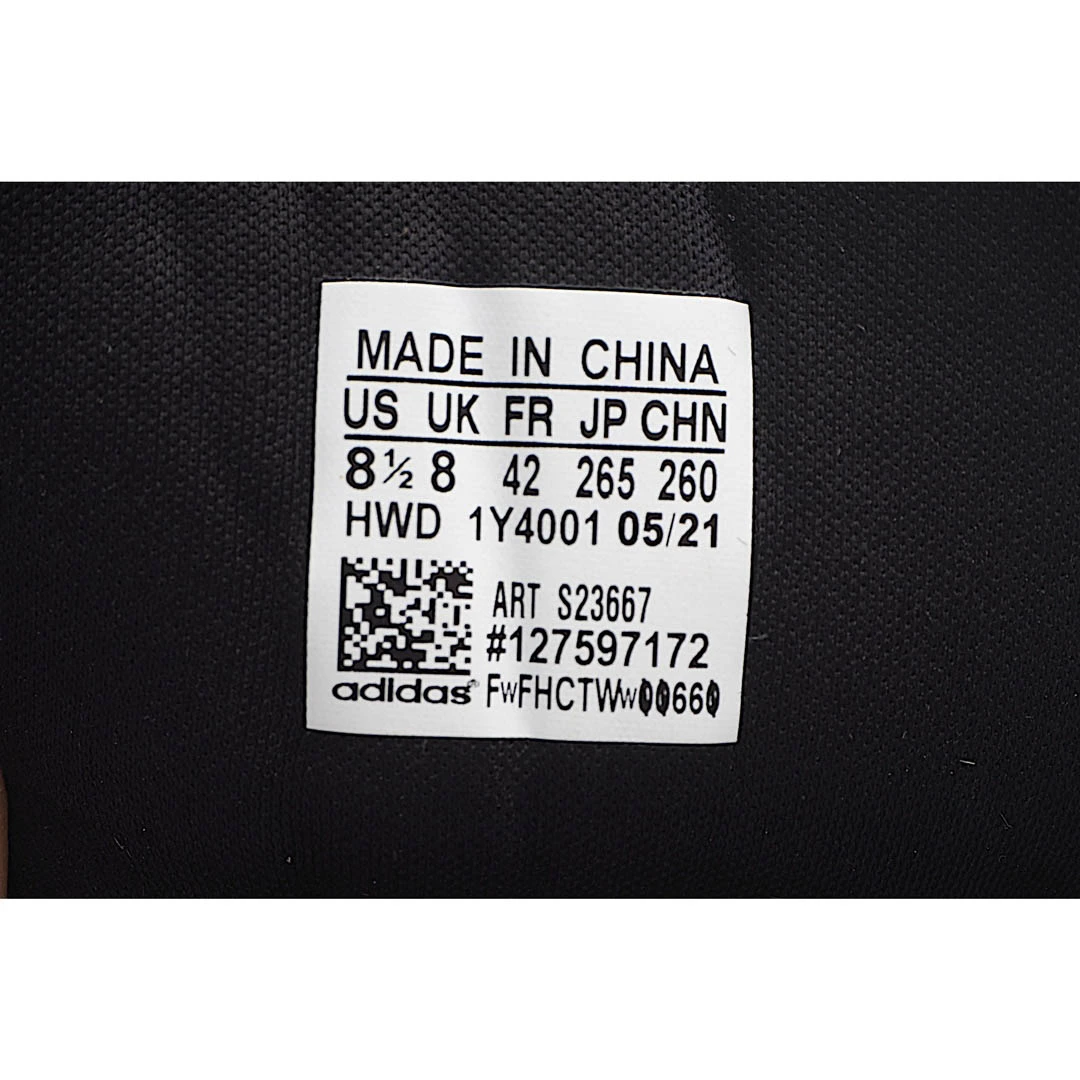 MADE IN CHINA
US UK FR JP CHN
8½ 8 42 265 260
HWD 1Y4001 05/21
ART S23667
#127597172
adidas® FWFHCTWW00660